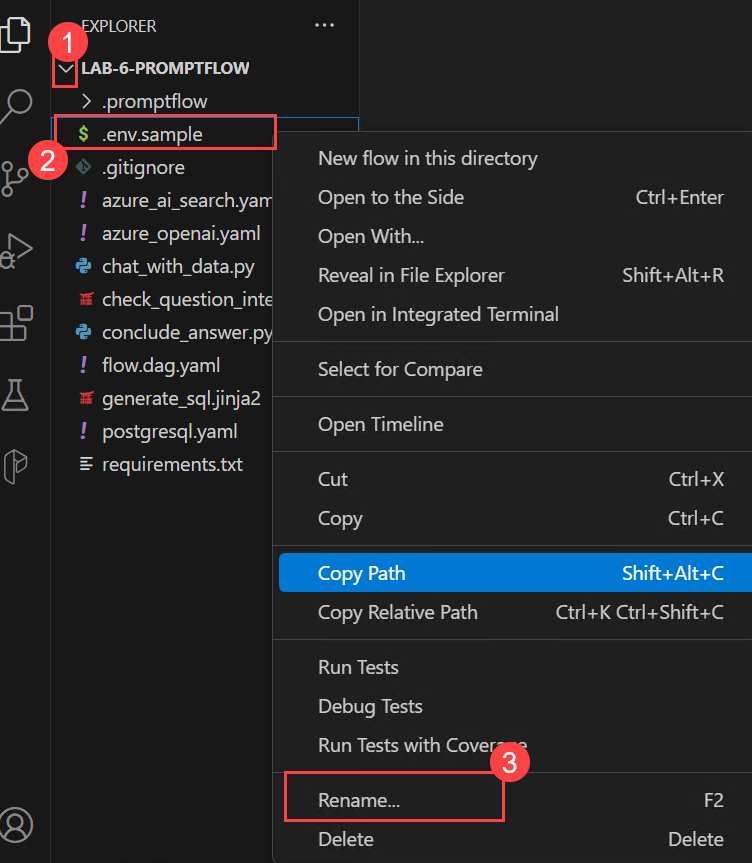 EXPLORER
1
LAB-6-PROMPTFLOW
.promptflow
.env.sample
2
.gitignore
azure_ai_search.yam
azure_openai.yaml
chat_with_data.py
check_question_inte
conclude_answer.py
flow.dag.yaml
generate_sql.jinja2
postgresql.yaml
requirements.txt
New flow in this directory
Open to the Side Ctrl+Enter
Open With...
Reveal in File Explorer Shift+Alt+R
Open in Integrated Terminal
Select for Compare
Open Timeline
Cut Ctrl+X
Copy Ctrl+C
Copy Path Shift+Alt+C
Copy Relative Path Ctrl+K Ctrl+Shift+C
Run Tests
Debug Tests
Run Tests with Coverage
3
Rename... F2
Delete Delete